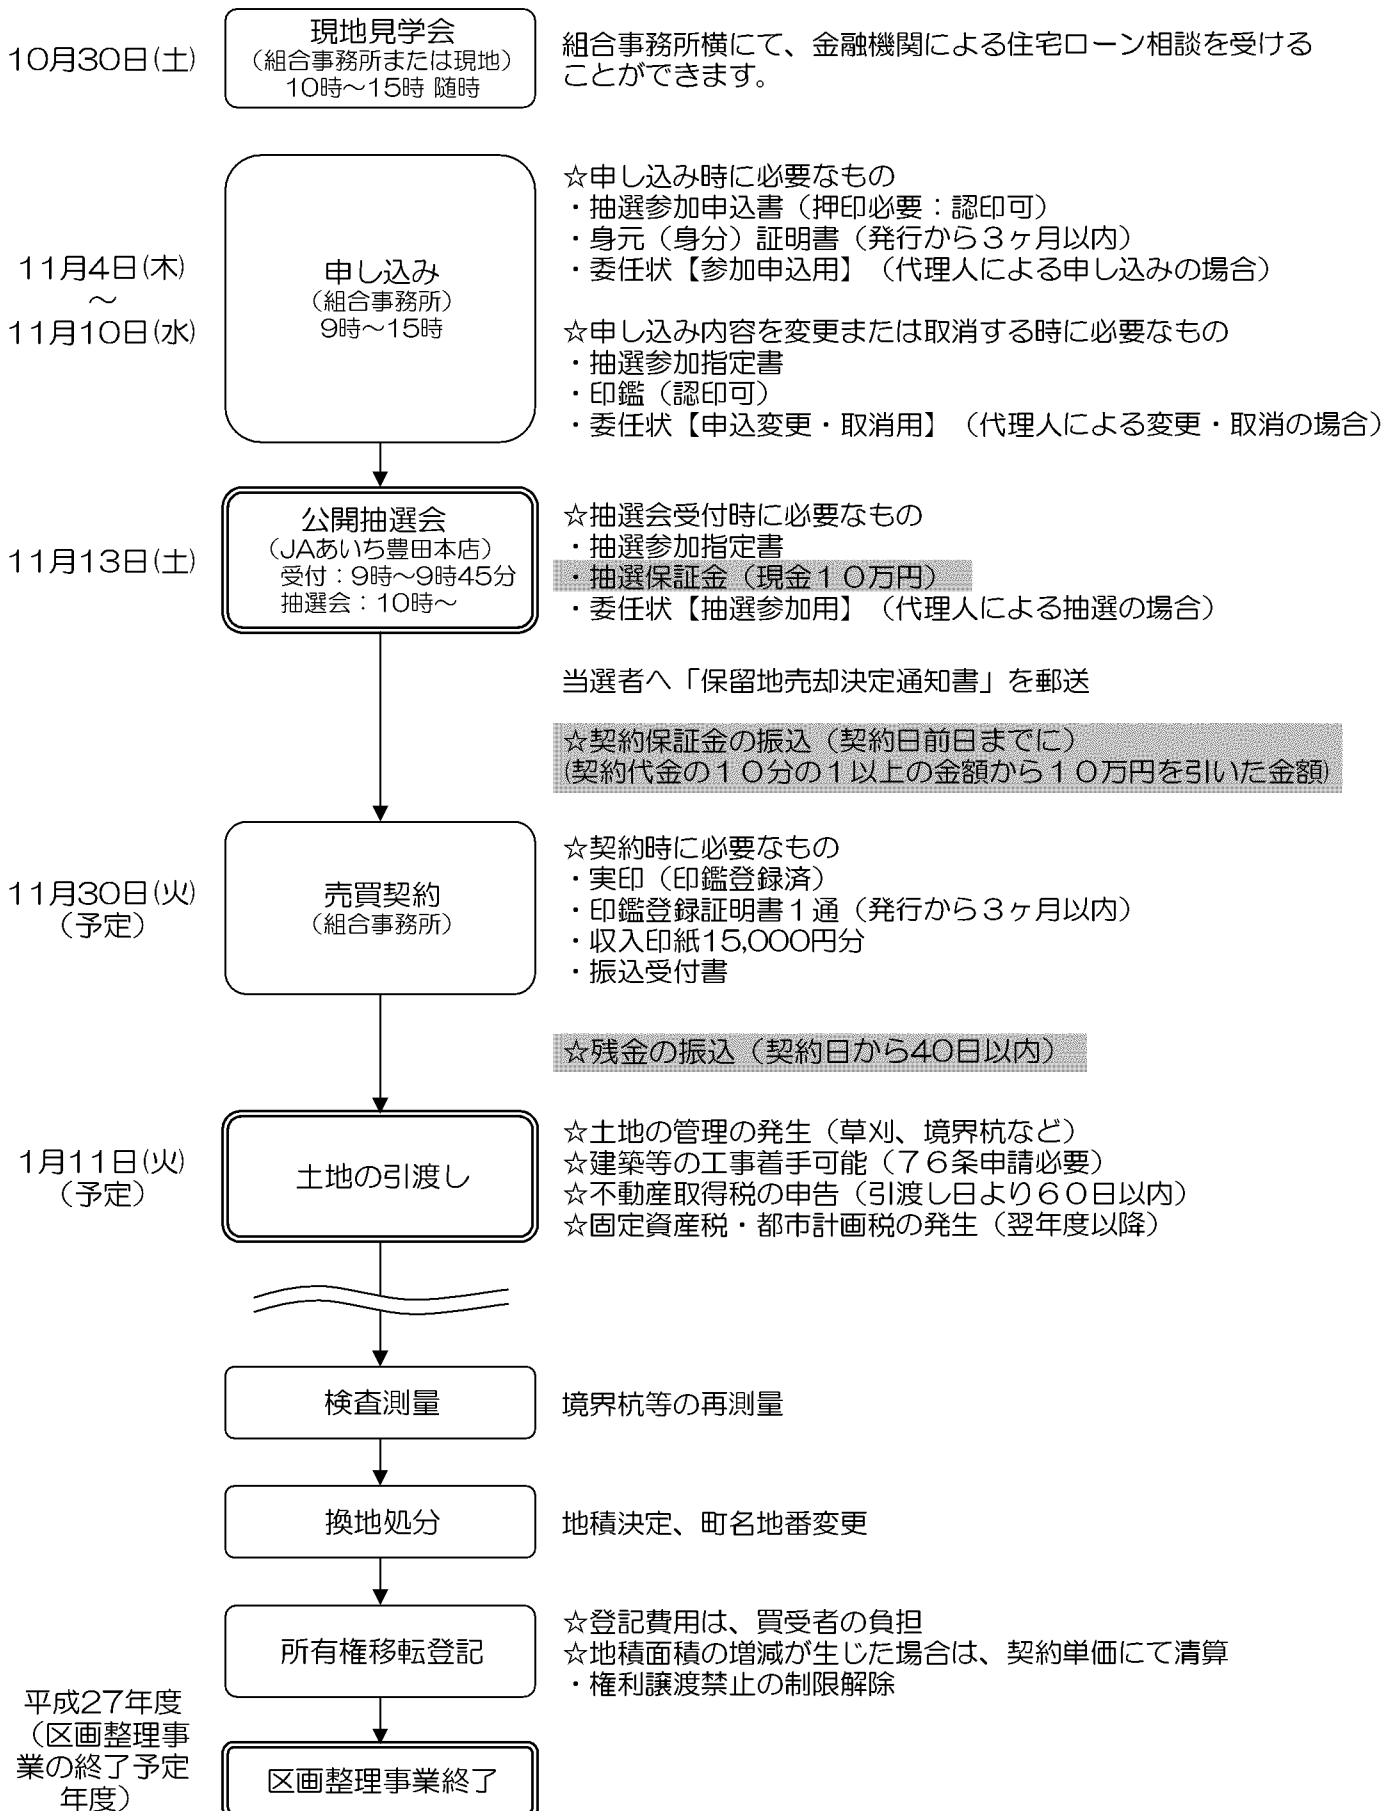 10月30日(土)
現地見学会
（組合事務所または現地）
10時～15時 随時
組合事務所横にて、金融機関による住宅ローン相談を受ける
ことができます。
11月4日(木)
～
11月10日(水)
申し込み
（組合事務所）
9時～15時
☆申し込み時に必要なもの
・抽選参加申込書（押印必要：認印可）
・身元（身分）証明書（発行から３ヶ月以内）
・委任状【参加申込用】（代理人による申し込みの場合）
☆申し込み内容を変更または取消する時に必要なもの
・抽選参加指定書
・印鑑（認印可）
・委任状【申込変更・取消用】（代理人による変更・取消の場合）
11月13日(土)
公開抽選会
（JAあいち豊田本店）
受付：9時～9時45分
抽選会：10時～
☆抽選会受付時に必要なもの
・抽選参加指定書
・抽選保証金（現金１０万円）
・委任状【抽選参加用】（代理人による抽選の場合）
当選者へ「保留地売却決定通知書」を郵送
☆契約保証金の振込（契約日前日までに）
(契約代金の１０分の１以上の金額から１０万円を引いた金額)
11月30日(火)
（予定）
売買契約
（組合事務所）
☆契約時に必要なもの
・実印（印鑑登録済）
・印鑑登録証明書１通（発行から３ヶ月以内）
・収入印紙15,000円分
・振込受付書
☆残金の振込（契約日から40日以内）
1月11日(火)
（予定）
土地の引渡し
☆土地の管理の発生（草刈、境界杭など）
☆建築等の工事着手可能（７６条申請必要）
☆不動産取得税の申告（引渡し日より６０日以内）
☆固定資産税・都市計画税の発生（翌年度以降）
検査測量
境界杭等の再測量
換地処分
地積決定、町名地番変更
所有権移転登記
☆登記費用は、買受者の負担
☆地積面積の増減が生じた場合は、契約単価にて清算
・権利譲渡禁止の制限解除
平成27年度
（区画整理事
業の終了予定
年度）
区画整理事業終了